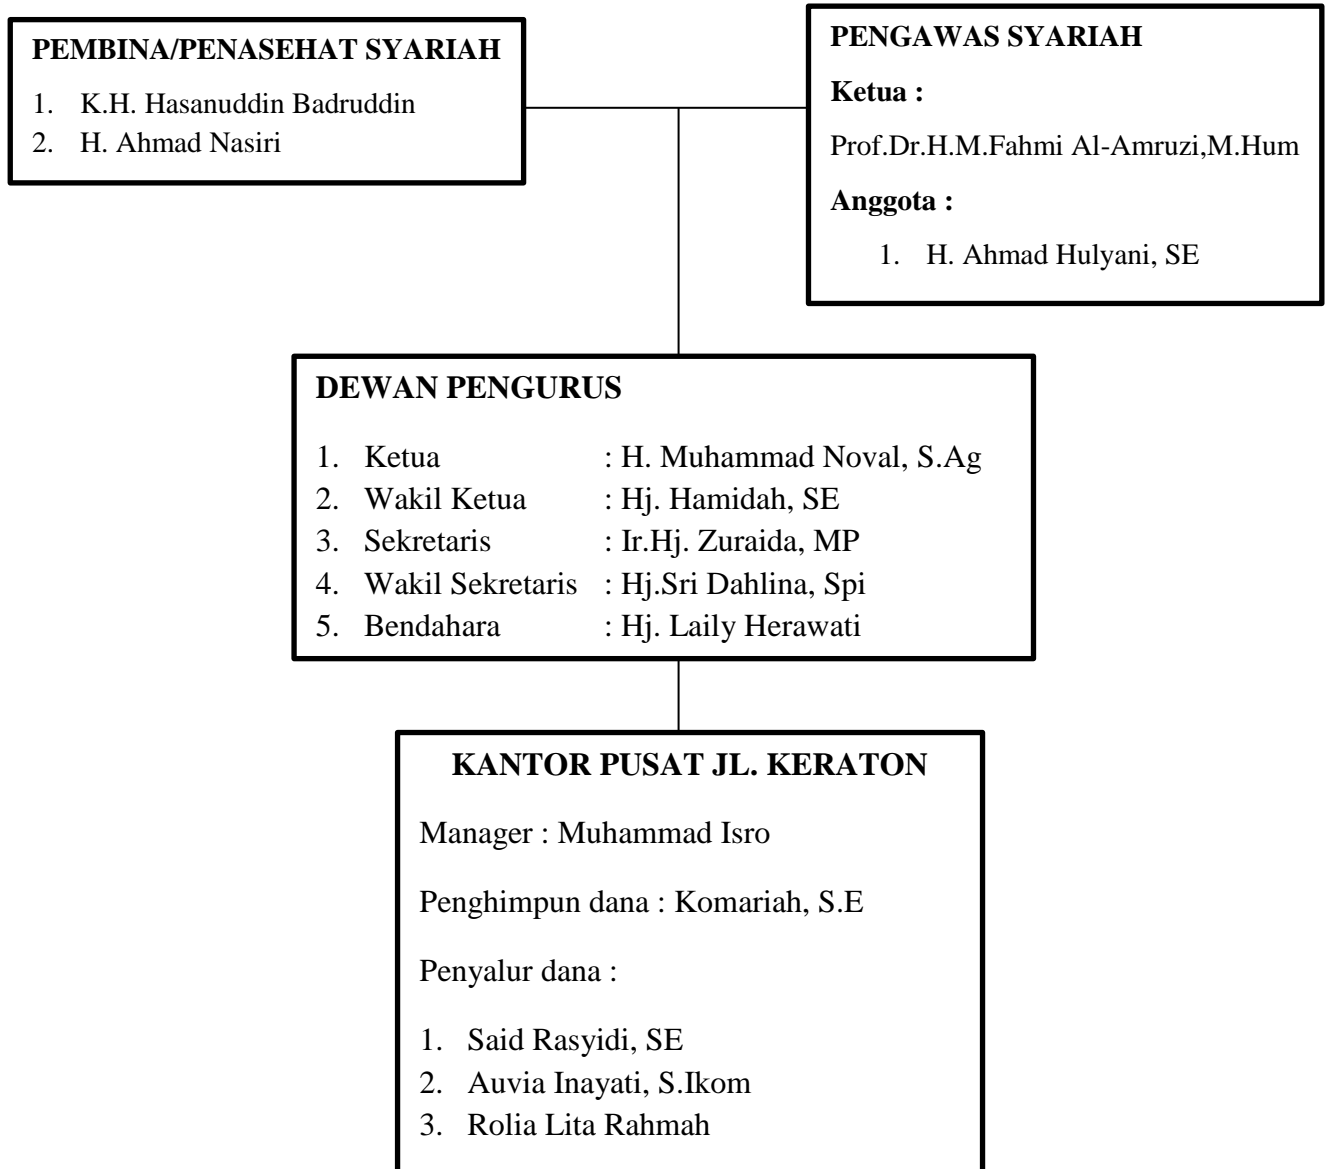 PEMBINA/PENASEHAT SYARIAH
1. K.H. Hasanuddin Badruddin
2. H. Ahmad Nasiri
PENGAWAS SYARIAH
Ketua :
Prof.Dr.H.M.Fahmi Al-Amruzi,M.Hum
Anggota :
1. H. Ahmad Hulyani, SE
DEWAN PENGURUS
1. Ketua : H. Muhammad Noval, S.Ag
2. Wakil Ketua : Hj. Hamidah, SE
3. Sekretaris : Ir.Hj. Zuraida, MP
4. Wakil Sekretaris : Hj.Sri Dahlina, Spi
5. Bendahara : Hj. Laily Herawati
KANTOR PUSAT JL. KERATON
Manager : Muhammad Isro
Penghimpun dana : Komariah, S.E
Penyalur dana :
1. Said Rasyidi, SE
2. Auvia Inayati, S.Ikom
3. Rolia Lita Rahmah